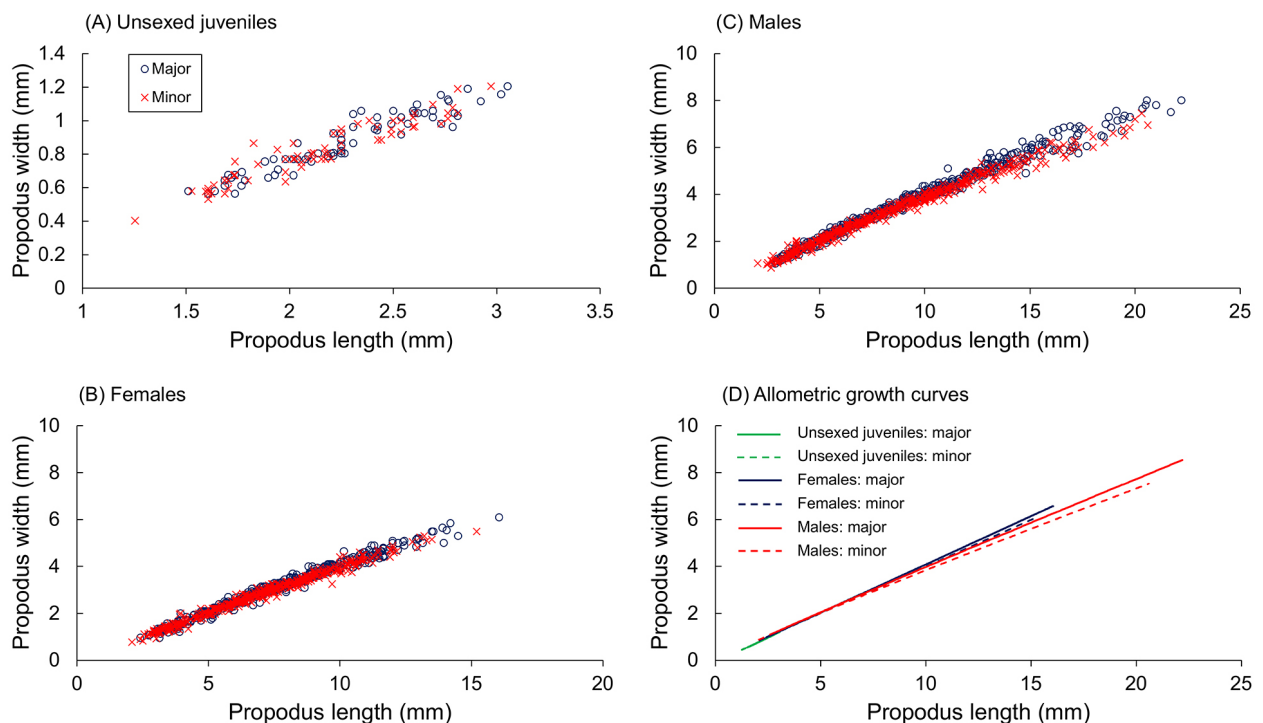 (A) Unsexed juveniles
Propodus width (mm)
1.4
1.2
1
0.8
0.6
0.4
0.2
0
Major
Minor
1
1.5
2
2.5
3
3.5
Propodus length (mm)
(C) Males
Propodus width (mm)
10
8
6
4
2
0
0
5
10
15
20
25
Propodus length (mm)
(B) Females
Propodus width (mm)
10
8
6
4
2
0
0
5
10
15
20
Propodus length (mm)
(D) Allometric growth curves
Propodus width (mm)
10
8
6
4
2
0
Unsexed juveniles: major
Unsexed juveniles: minor
Females: major
Females: minor
Males: major
Males: minor
0
5
10
15
20
25
Propodus length (mm)